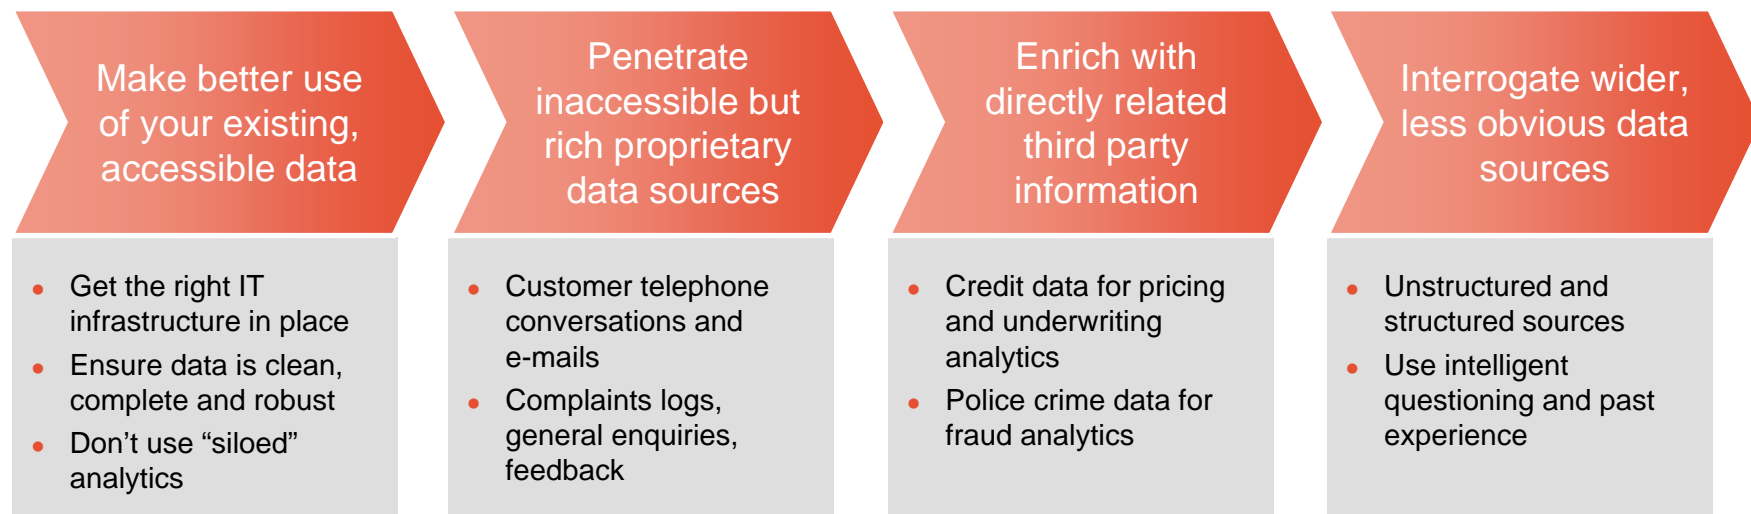 Make better use
of your existing,
accessible data
Penetrate
inaccessible but
rich proprietary
data sources
Enrich with
directly related
third party
information
Interrogate wider,
less obvious data
sources
• Get the right IT
infrastructure in place
• Ensure data is clean,
complete and robust
• Don’t use “siloed”
analytics
• Customer telephone
conversations and
e-mails
• Complaints logs,
general enquiries,
feedback
• Credit data for pricing
and underwriting
analytics
• Police crime data for
fraud analytics
• Unstructured and
structured sources
• Use intelligent
questioning and past
experience